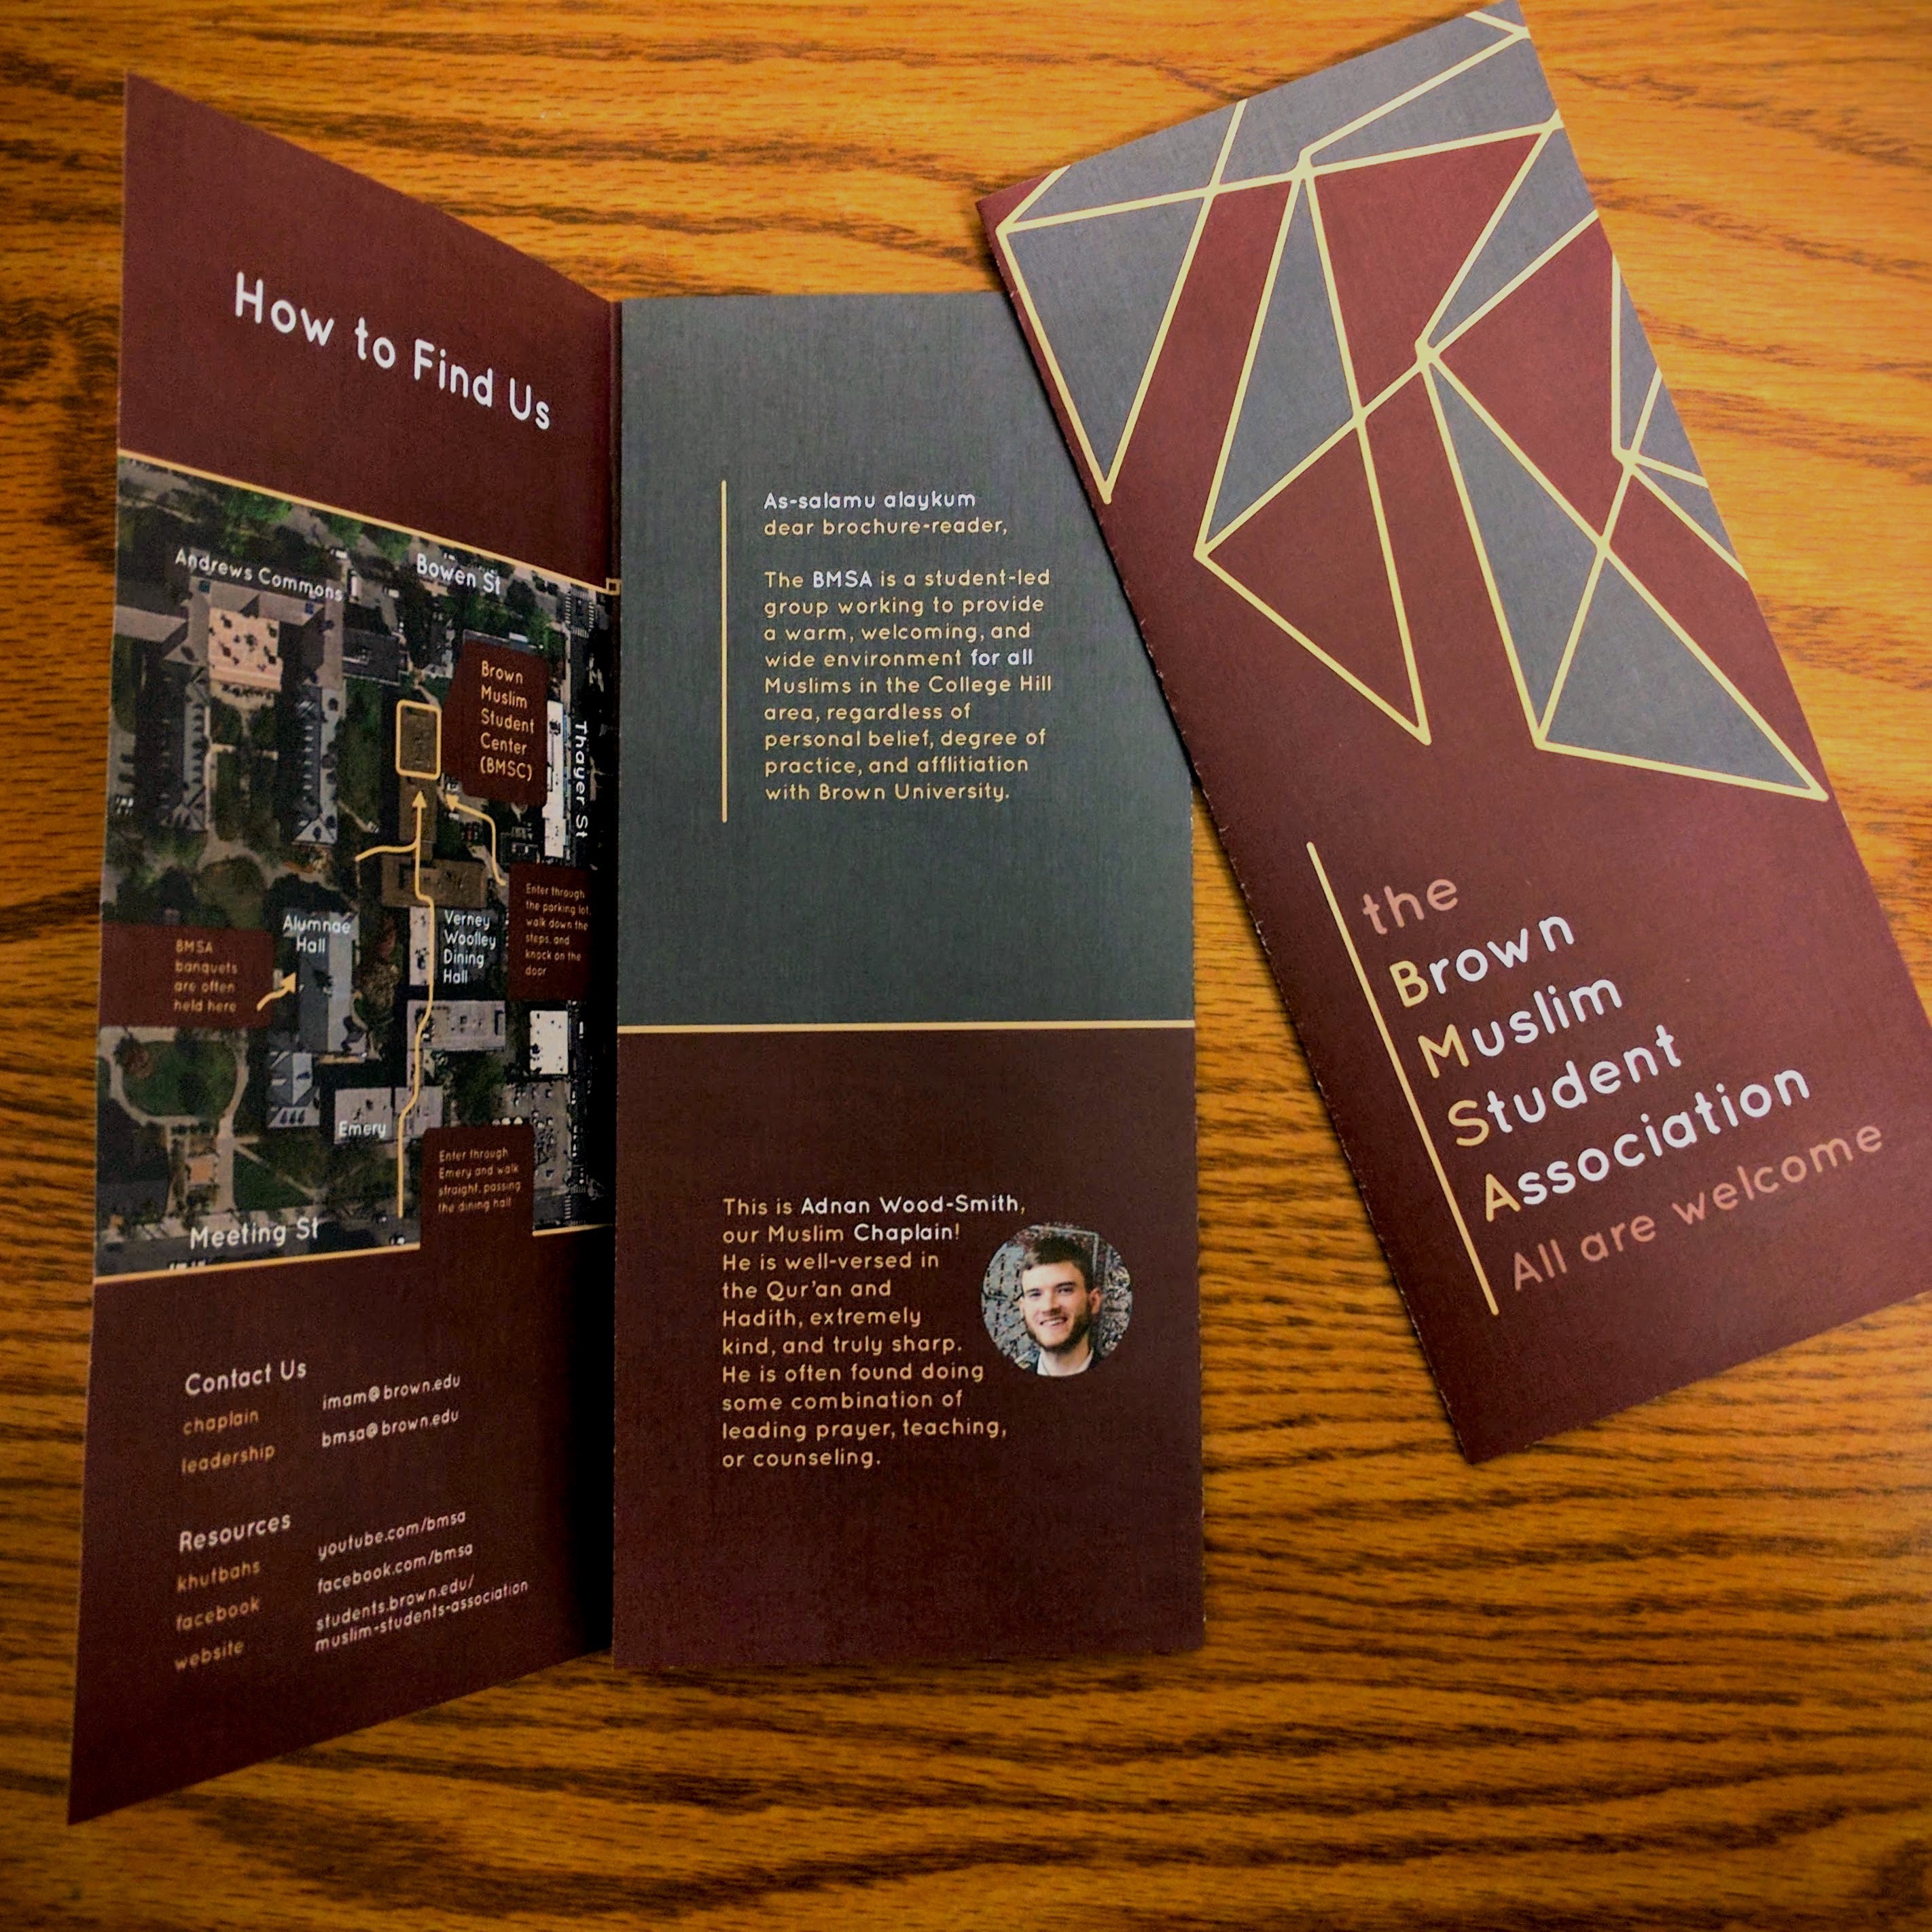 How to Find Us
Andrews Commons
Bowen St
Brown
Muslim
Student
Center
(BMSC)
Thayer St
Enter through
the parking lot,
walk down the
steps, and
knock on the
door
Alumnae
Hall
Verney
Woolley
Dining
Hall
BMSA
banquets
are often
held here
Emery
Enter through
Emery and walk
straight, passing
the dining hall
Meeting St
Contact Us
chaplain imam@brown.edu
leadership bmsa@brown.edu
Resources
khutbahs youtube.com/bmsa
facebook facebook.com/bmsa
website students.brown.edu/
muslim-students-association
As-salamu alaykum
dear brochure-reader,
The BMSA is a student-led
group working to provide
a warm, welcoming, and
wide environment for all
Muslims in the College Hill
area, regardless of
personal belief, degree of
practice, and afflitiation
with Brown University.
This is Adnan Wood-Smith,
our Muslim Chaplain!
He is well-versed in
the Qur'an and
Hadith, extremely
kind, and truly sharp.
He is often found doing
some combination of
leading prayer, teaching,
or counseling.
the
Brown
Muslim
Student
Association
All are welcome